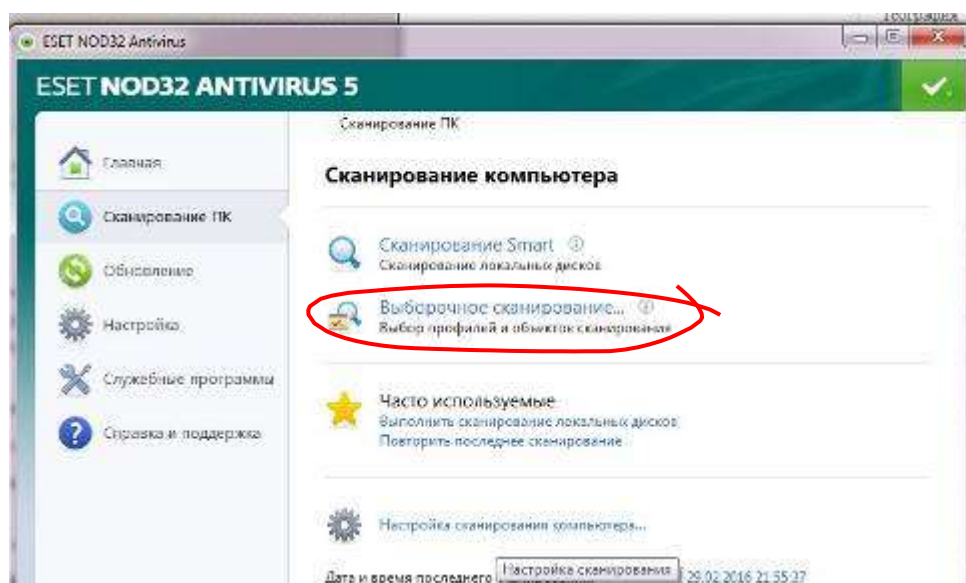 География
ESET NOD32 Antivirus
ESET NOD32 ANTIVIRUS 5
Сканирование ПК
Главная
Сканирование компьютера
Сканирование ПК
Сканирование Smart
Сканирование локальных дисков
Обновление
Выборочное сканирование...
Выбор профилей и объектов сканирования
Настройка
Служебные программы
Часто используемые
Выполнить сканирование локальных дисков
Повторить последнее сканирование
Справка и поддержка
Настройка сканирования компьютера...
Настройка сканирования
Дата и время последнего 29.02.2016 21:55:37